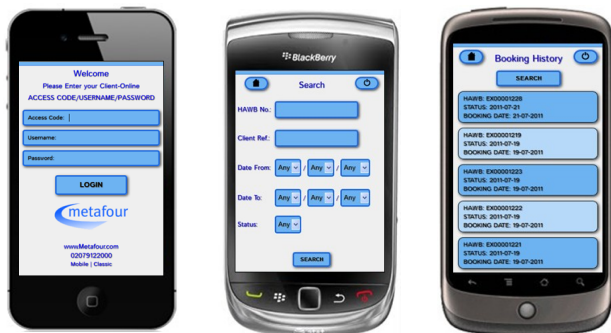 Welcome
Please Enter your Client-Online
ACCESS CODE/USERNAME/PASSWORD
Access Code:
Username:
Password:
LOGIN
metafour
www.Metafour.com
02079122000
Mobile | Classic
BlackBerry
Search
HAWB No.:
Client Ref.:
Date From: Any / Any / Any
Date To: Any / Any / Any
Status: Any
SEARCH
Booking History
SEARCH
HAWB: EX00001226
STATUS: 2011-07-21
BOOKING DATE: 21-07-2011
HAWB: EX00001219
STATUS: 2011-07-19
BOOKING DATE: 19-07-2011
HAWB: EX00001223
STATUS: 2011-07-19
BOOKING DATE: 19-07-2011
HAWB: EX00001222
STATUS: 2011-07-19
BOOKING DATE: 19-07-2011
HAWB: EX00001221
STATUS: 2011-07-19
BOOKING DATE: 19-07-2011